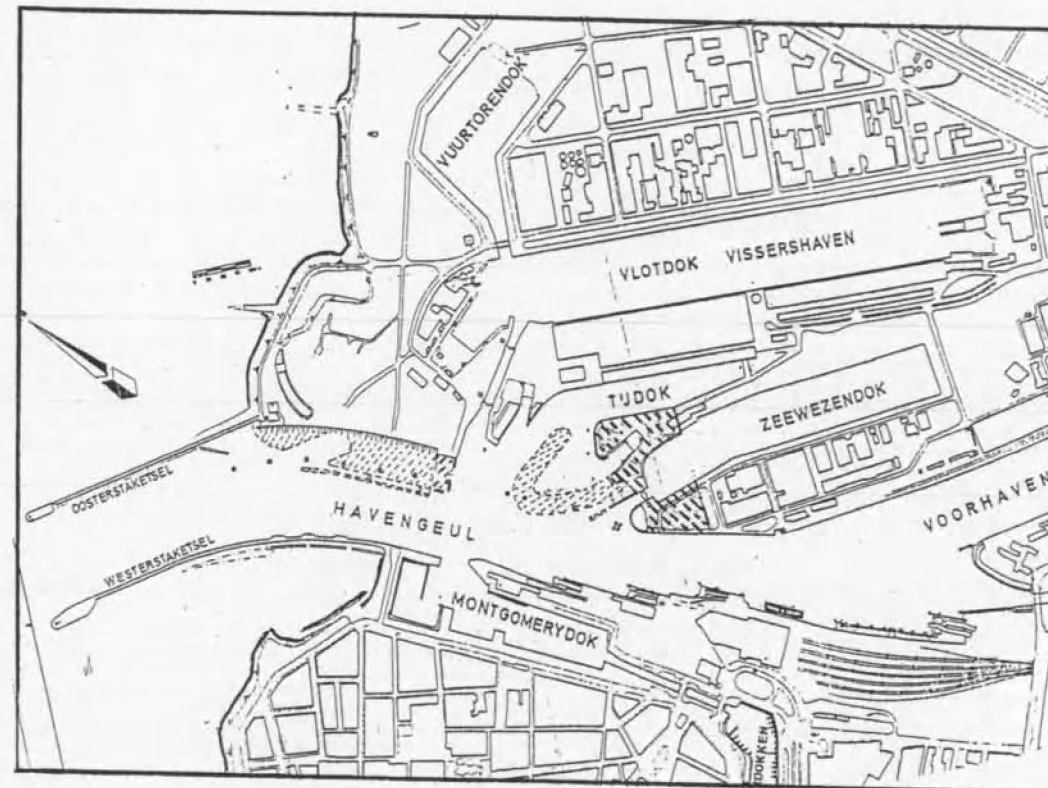 VUURTORENDOK
VLOTDOK VISSERSHAVEN
TIJDOK
ZEEWEZENDOK
OOSTERSTAKETSEL
HAVENGEUL
VOORHAVEN
WESTERSTAKETSEL
MONTGOMERYDOK
DOKKEN